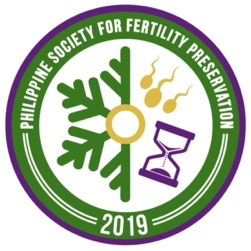 PHILIPPINE SOCIETY FOR FERTILITY PRESERVATION
2019